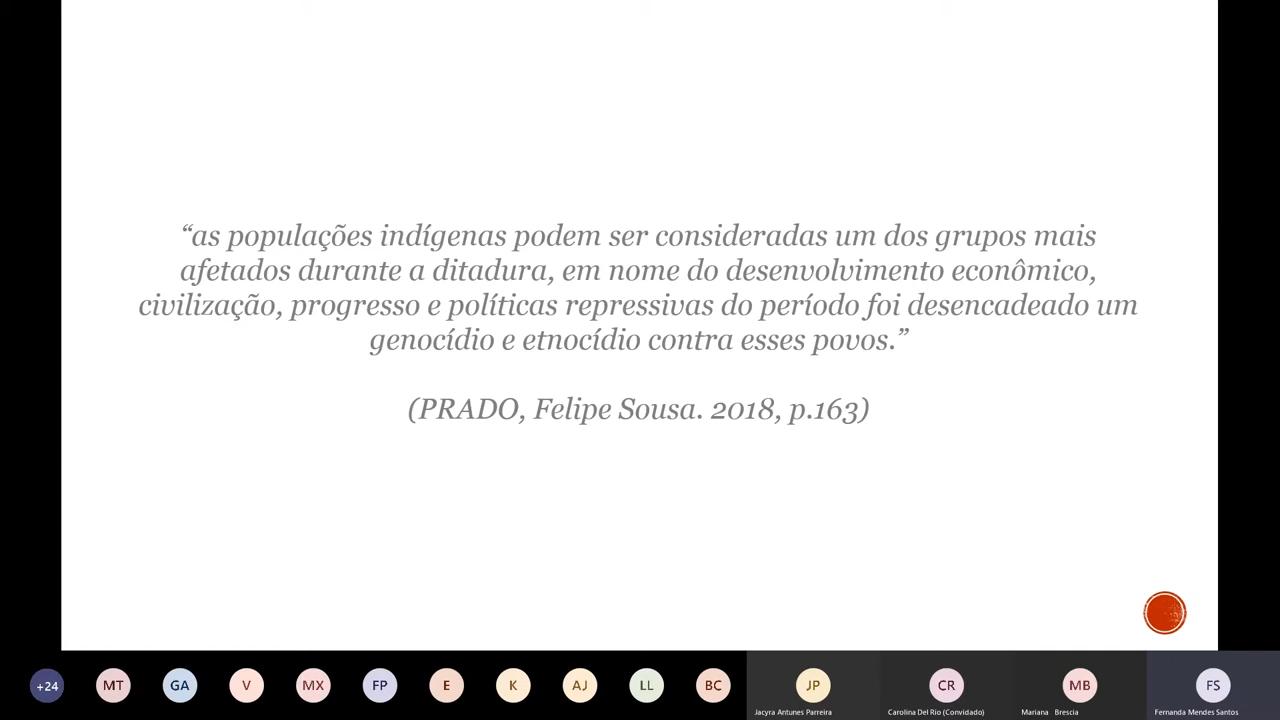 “as populações indígenas podem ser consideradas um dos grupos mais
afetados durante a ditadura, em nome do desenvolvimento econômico,
civilização, progresso e políticas repressivas do período foi desencadeado um
genocídio e etnocídio contra esses povos.”
(PRADO, Felipe Sousa. 2018, p.163)
+24 MT GA V MX FP E K AJ LL BC JP CR MB FS
Jacyra Antunes Parreira Carolina Del Rio (Convidado) Mariana Brescia Fernanda Mendes Santos